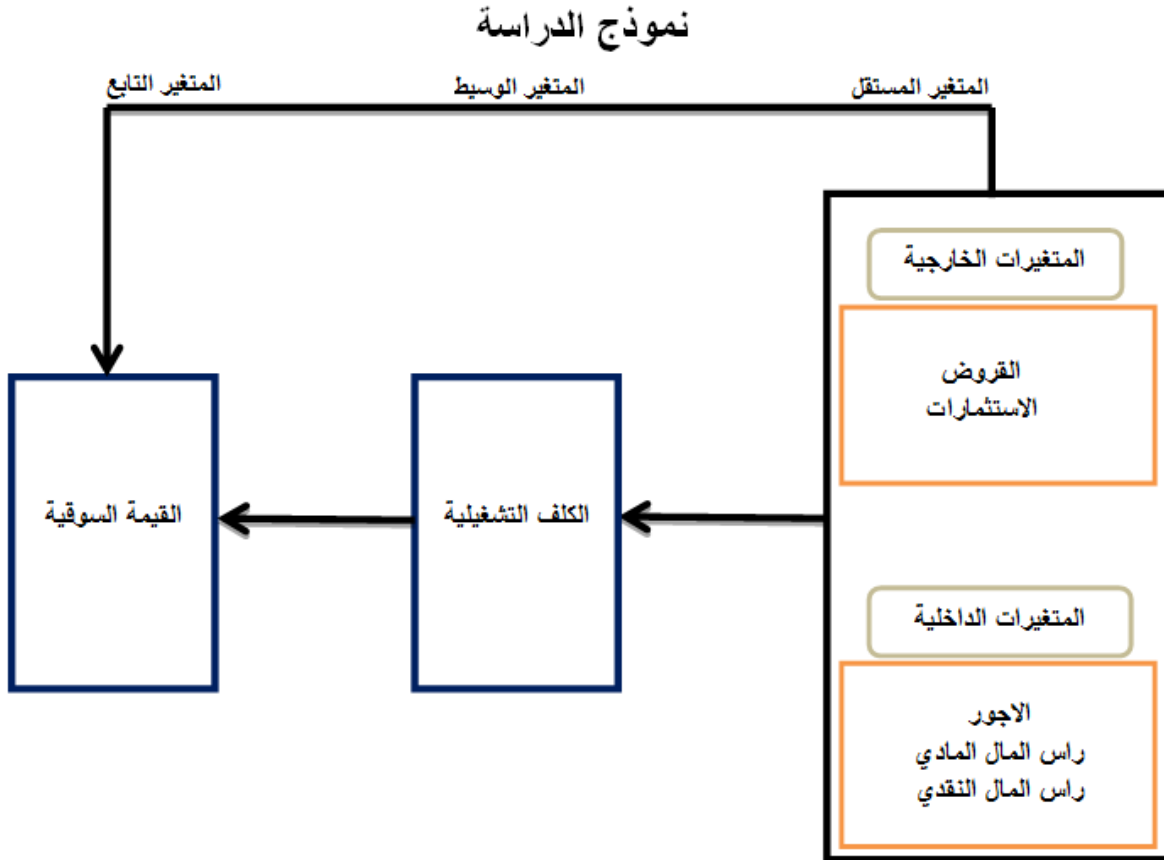 نموذج الدراسة
المتغير المستقل
المتغير الوسيط
المتغير التابع
المتغيرات الخارجية
القروض
الاستثمارات
الكلف التشغيلية
القيمة السوقية
المتغيرات الداخلية
الاجور
راس المال المادي
راس المال النقدي